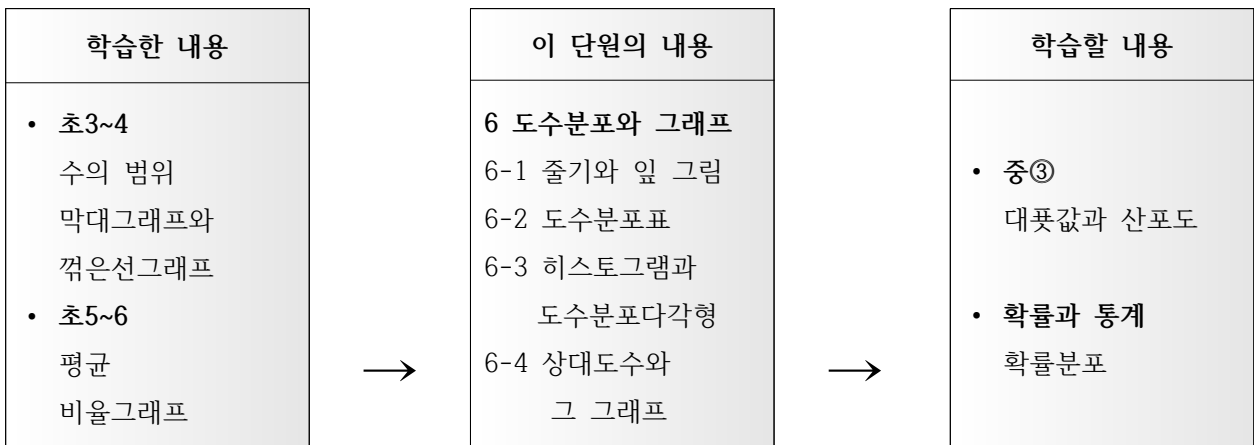 학습한 내용
• 초3~4
수의 범위
막대그래프와
꺾은선그래프
• 초5~6
평균
비율그래프
→
이 단원의 내용
6 도수분포와 그래프
6-1 줄기와 잎 그림
6-2 도수분포표
6-3 히스토그램과
도수분포다각형
6-4 상대도수와
그 그래프
→
학습할 내용
• 중③
대푯값과 산포도
• 확률과 통계
확률분포